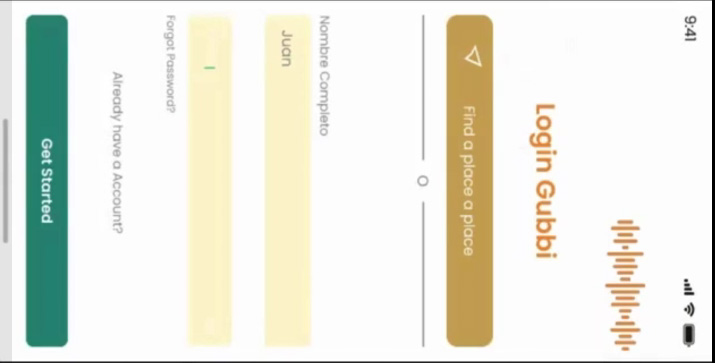 9:41
Login Gubbi
Find a place a place
O
Nombre Completo
Juan
Forgot Password?
Already have a Account?
Get Started